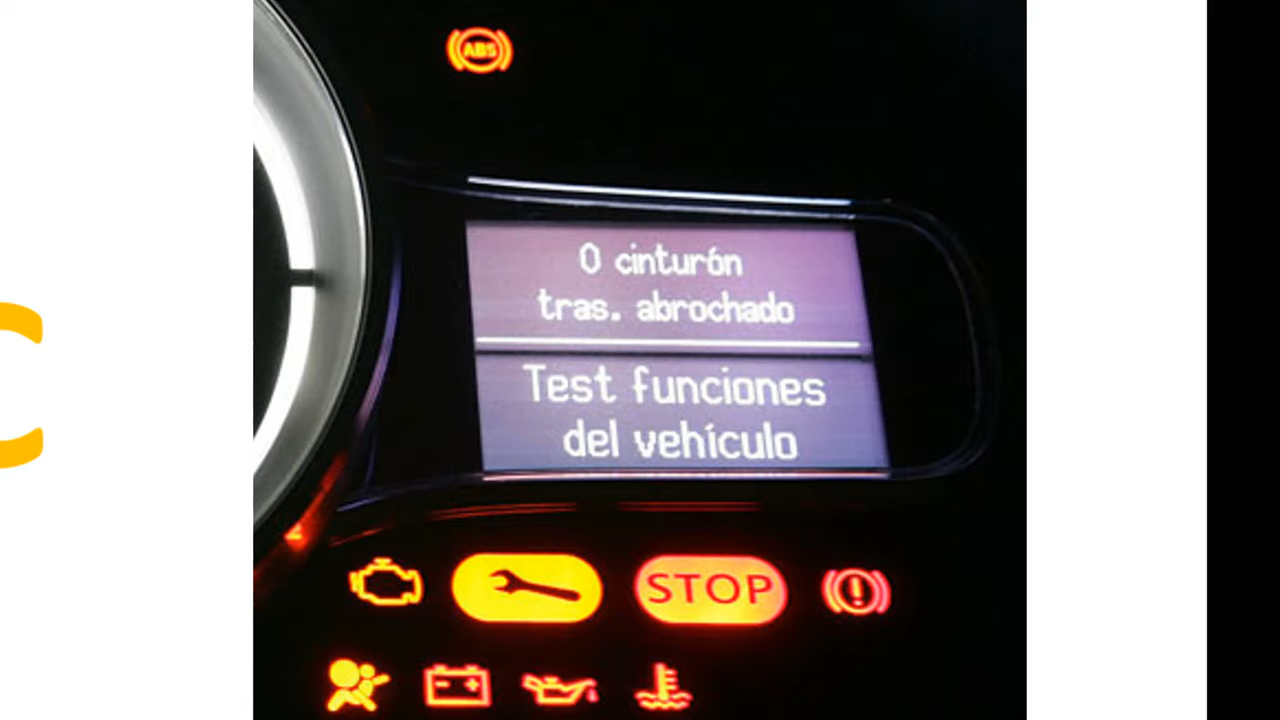 ABS
0 cinturón
tras. abrochado
Test funciones
del vehículo
STOP